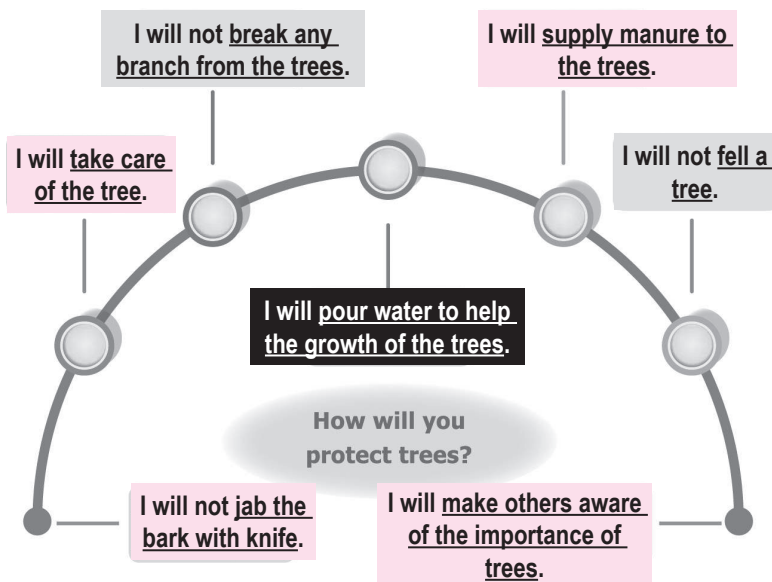 I will not break any
branch from the trees.
I will supply manure to
the trees.
I will take care
of the tree.
I will not fell a
tree.
I will pour water to help
the growth of the trees.
How will you
protect trees?
I will not jab the
bark with knife.
I will make others aware
of the importance of
trees.